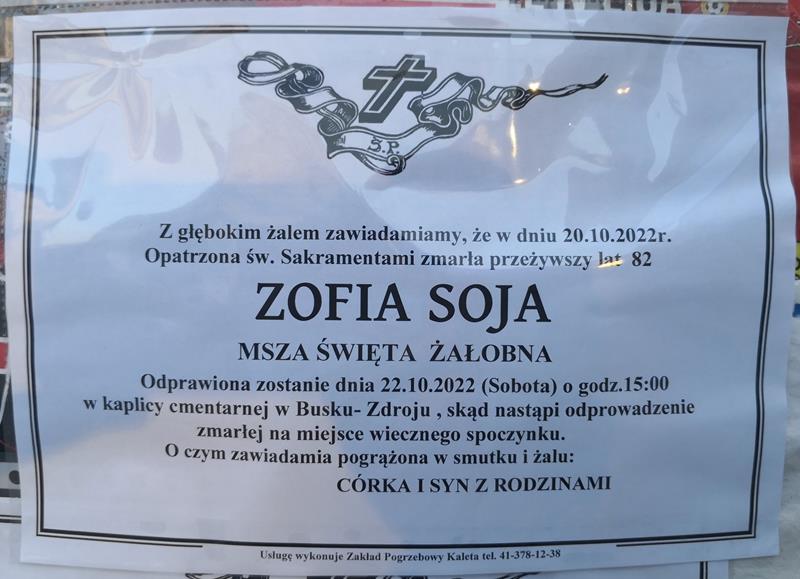 Ś.P.
Z głębokim żalem zawiadamiamy, że w dniu 20.10.2022r.
Opatrzona św. Sakramentami zmarła przeżywszy lat 82
ZOFIA SOJA
MSZA ŚWIĘTA ŻAŁOBNA
Odprawiona zostanie dnia 22.10.2022 (Sobota) o godz.15:00
w kaplicy cmentarnej w Busku- Zdroju , skąd nastąpi odprowadzenie
zmarłej na miejsce wiecznego spoczynku.
O czym zawiadamia pogrążona w smutku i żalu:
CÓRKA I SYN Z RODZINAMI
Usługę wykonuje Zakład Pogrzebowy Kaleta tel. 41-378-12-38